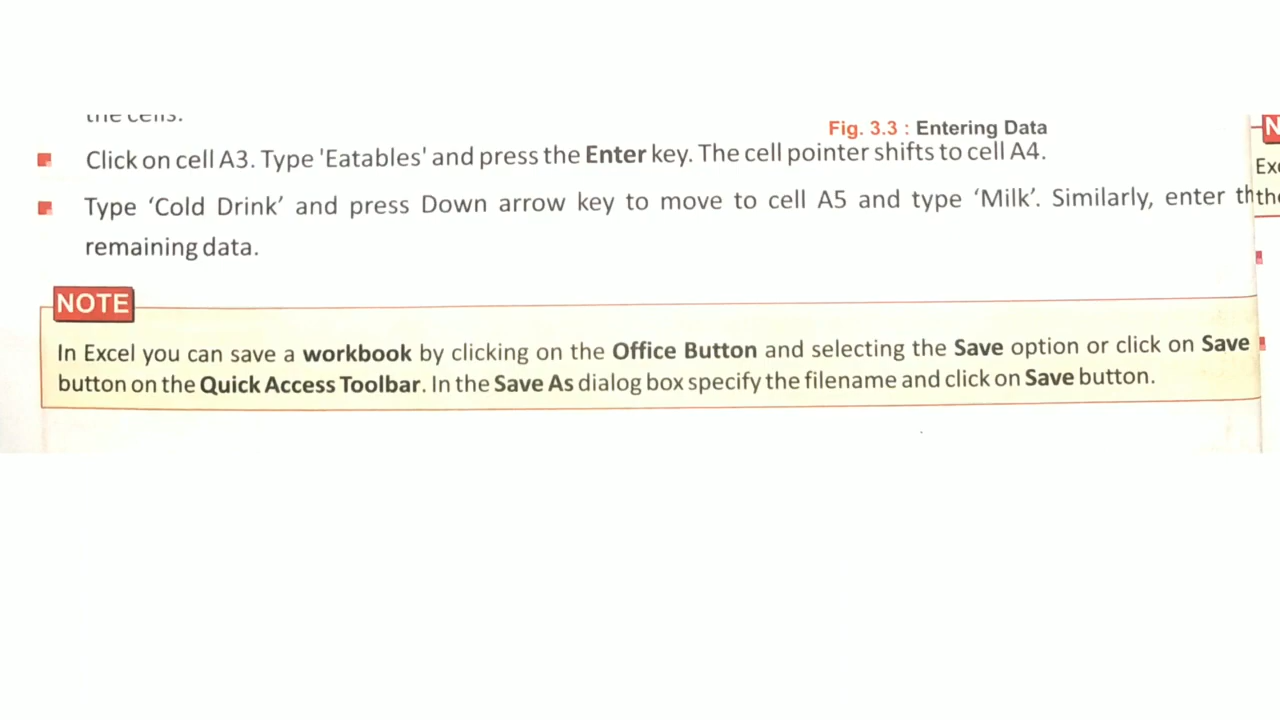 the cells.
Fig. 3.3 : Entering Data
Click on cell A3. Type 'Eatables' and press the Enter key. The cell pointer shifts to cell A4.
Type ‘Cold Drink’ and press Down arrow key to move to cell A5 and type ‘Milk’. Similarly, enter th
remaining data.
NOTE
In Excel you can save a workbook by clicking on the Office Button and selecting the Save option or click on Save
button on the Quick Access Toolbar. In the Save As dialog box specify the filename and click on Save button.
N
Exc
the